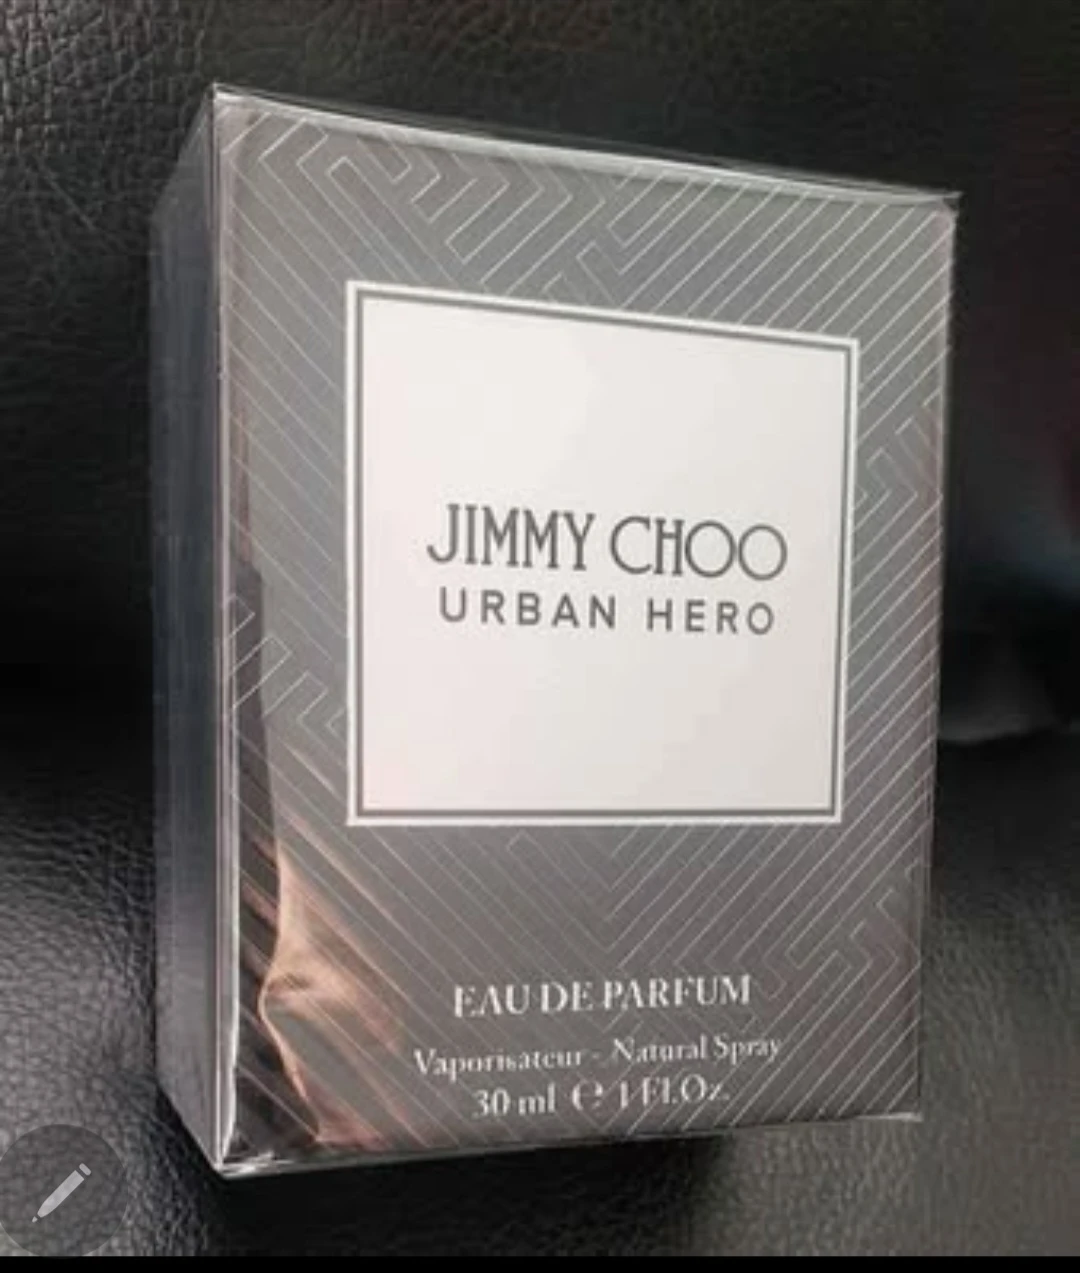 JIMMY CHOO
URBAN HERO
EAU DE PARFUM
Vaporisateur - Natural Spray
30 ml ℮ 1 FL.Oz.